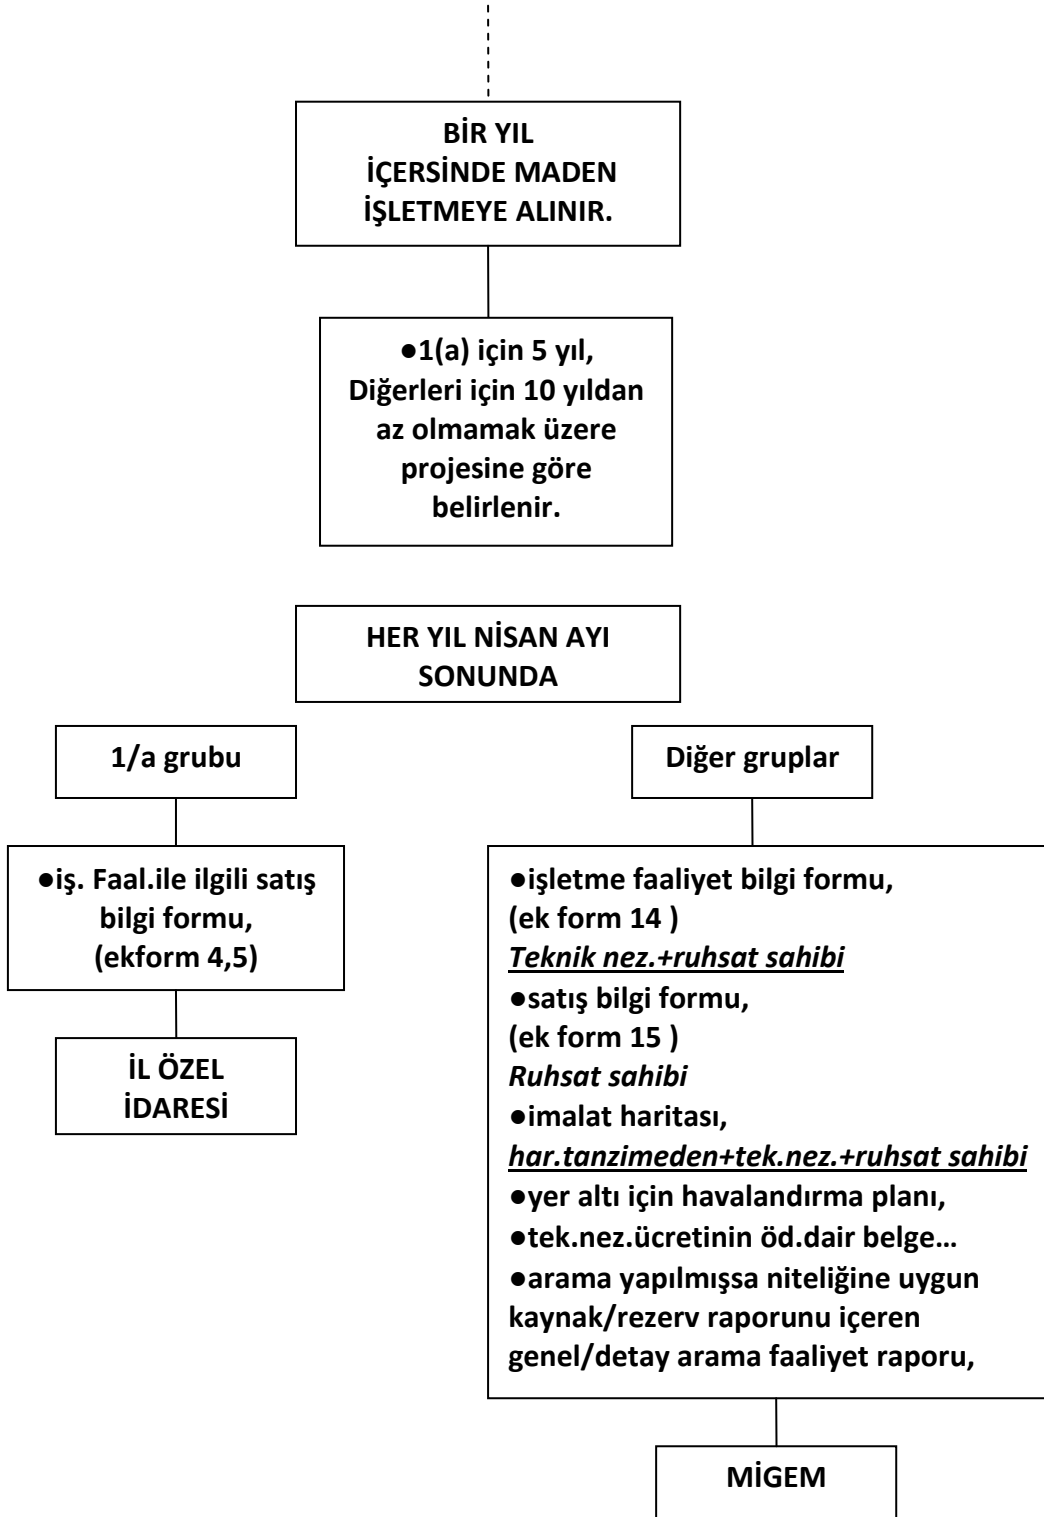 BİR YIL
İÇERSİNDE MADEN
İŞLETMEYE ALINIR.
●1(a) için 5 yıl,
Diğerleri için 10 yıldan
az olmamak üzere
projesine göre
belirlenir.
HER YIL NİSAN AYI
SONUNDA
1/a grubu
●iş. Faal.ile ilgili satış
bilgi formu,
(ekform 4,5)
İL ÖZEL
İDARESİ
Diğer gruplar
●işletme faaliyet bilgi formu,
(ek form 14 )
Teknik nez.+ruhsat sahibi
●satış bilgi formu,
(ek form 15 )
Ruhsat sahibi
●imalat haritası,
har.tanzimeden+tek.nez.+ruhsat sahibi
●yer altı için havalandırma planı,
●tek.nez.ücretinin öd.dair belge…
●arama yapılmışsa niteliğine uygun
kaynak/rezerv raporunu içeren
genel/detay arama faaliyet raporu,
MİGEM